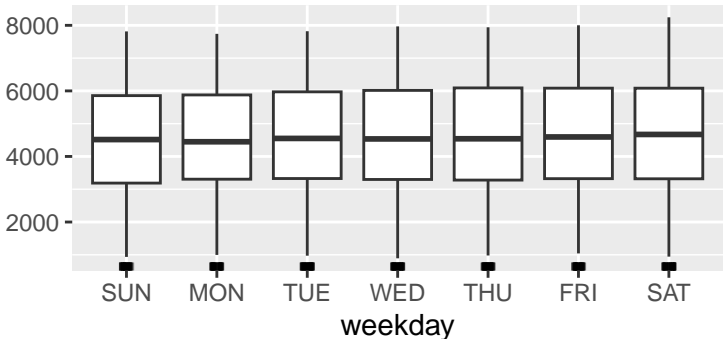 8000
6000
4000
2000
SUN MON TUE WED THU FRI SAT
weekday